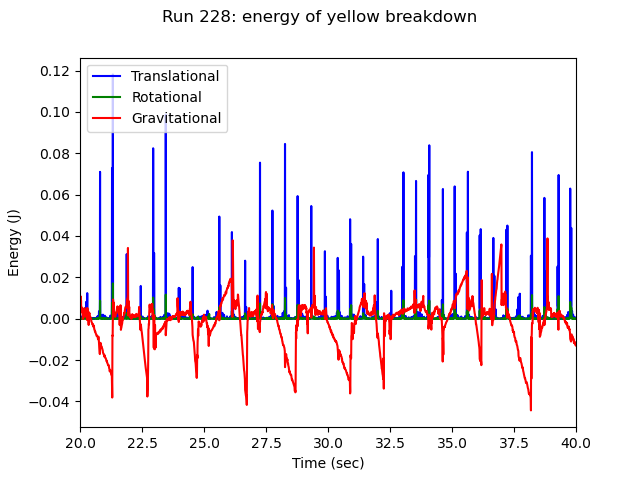 Run 228: energy of yellow breakdown
Translational
Rotational
Gravitational
Energy (J)
0.12
0.10
0.08
0.06
0.04
0.02
0.00
−0.02
−0.04
20.0 22.5 25.0 27.5 30.0 32.5 35.0 37.5 40.0
Time (sec)